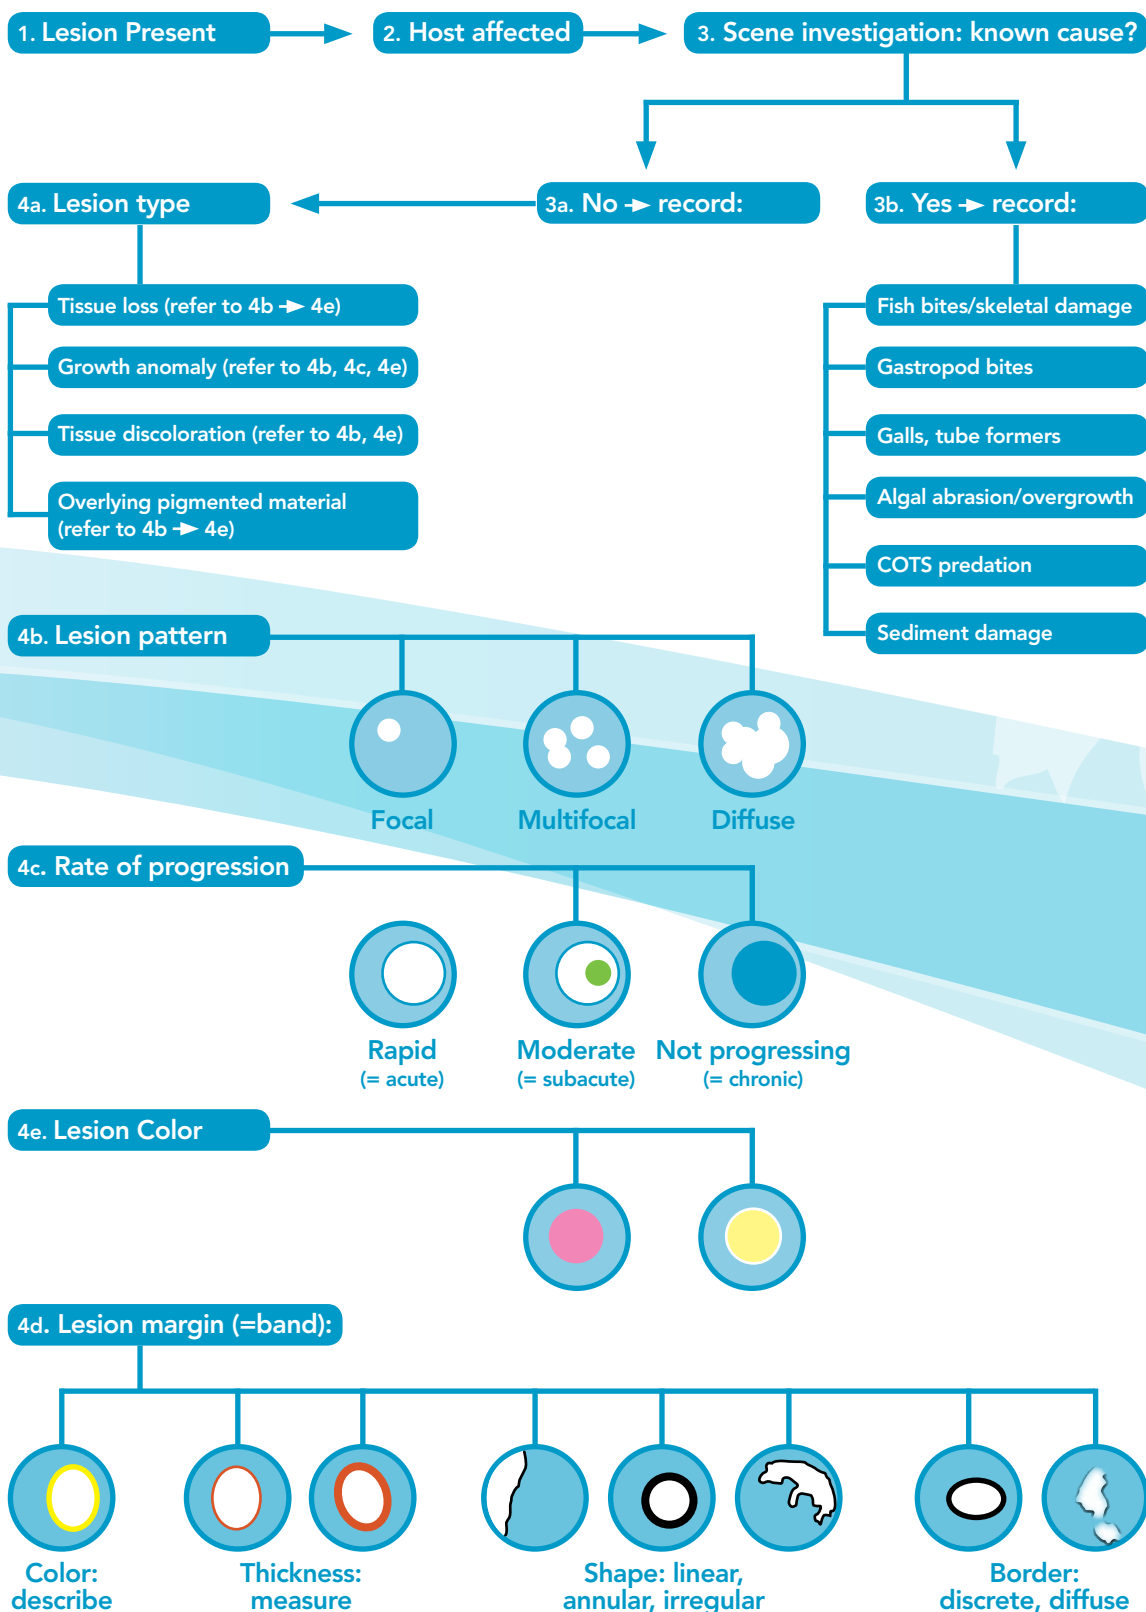 1. Lesion Present
2. Host affected
3. Scene investigation: known cause?
4a. Lesion type
3a. No → record:
3b. Yes → record:
Tissue loss (refer to 4b → 4e)
Growth anomaly (refer to 4b, 4c, 4e)
Tissue discoloration (refer to 4b, 4e)
Overlying pigmented material
(refer to 4b → 4e)
Fish bites/skeletal damage
Gastropod bites
Galls, tube formers
Algal abrasion/overgrowth
COTS predation
Sediment damage
4b. Lesion pattern
Focal
Multifocal
Diffuse
4c. Rate of progression
Rapid
(= acute)
Moderate
(= subacute)
Not progressing
(= chronic)
4e. Lesion Color
4d. Lesion margin (=band):
Color:
describe
Thickness:
measure
Shape: linear,
annular, irregular
Border:
discrete, diffuse